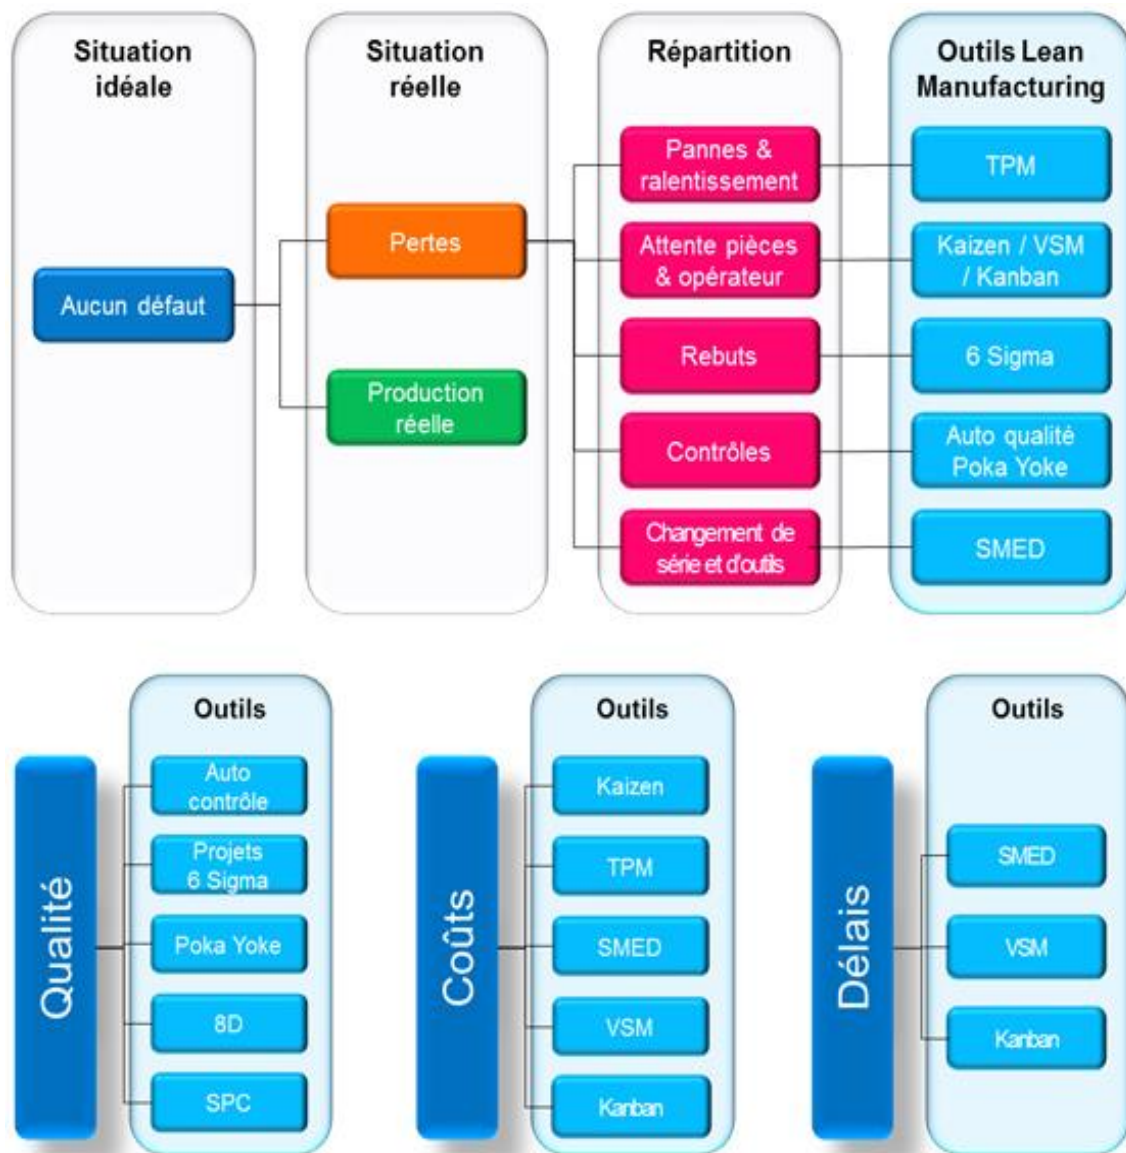 Situation
idéale
Situation
réelle
Répartition
Outils Lean
Manufacturing
Aucun défaut
Pertes
Production
réelle
Pannes &
ralentissement
Attente pièces
& opérateur
Rebuts
Contrôles
Changement de
série et d'outils
TPM
Kaizen / VSM
/ Kanban
6 Sigma
Auto qualité
Poka Yoke
SMED
Qualité
Outils
Auto
contrôle
Projets
6 Sigma
Poka Yoke
8D
SPC
Coûts
Outils
Kaizen
TPM
SMED
VSM
Kanban
Délais
Outils
SMED
VSM
Kanban